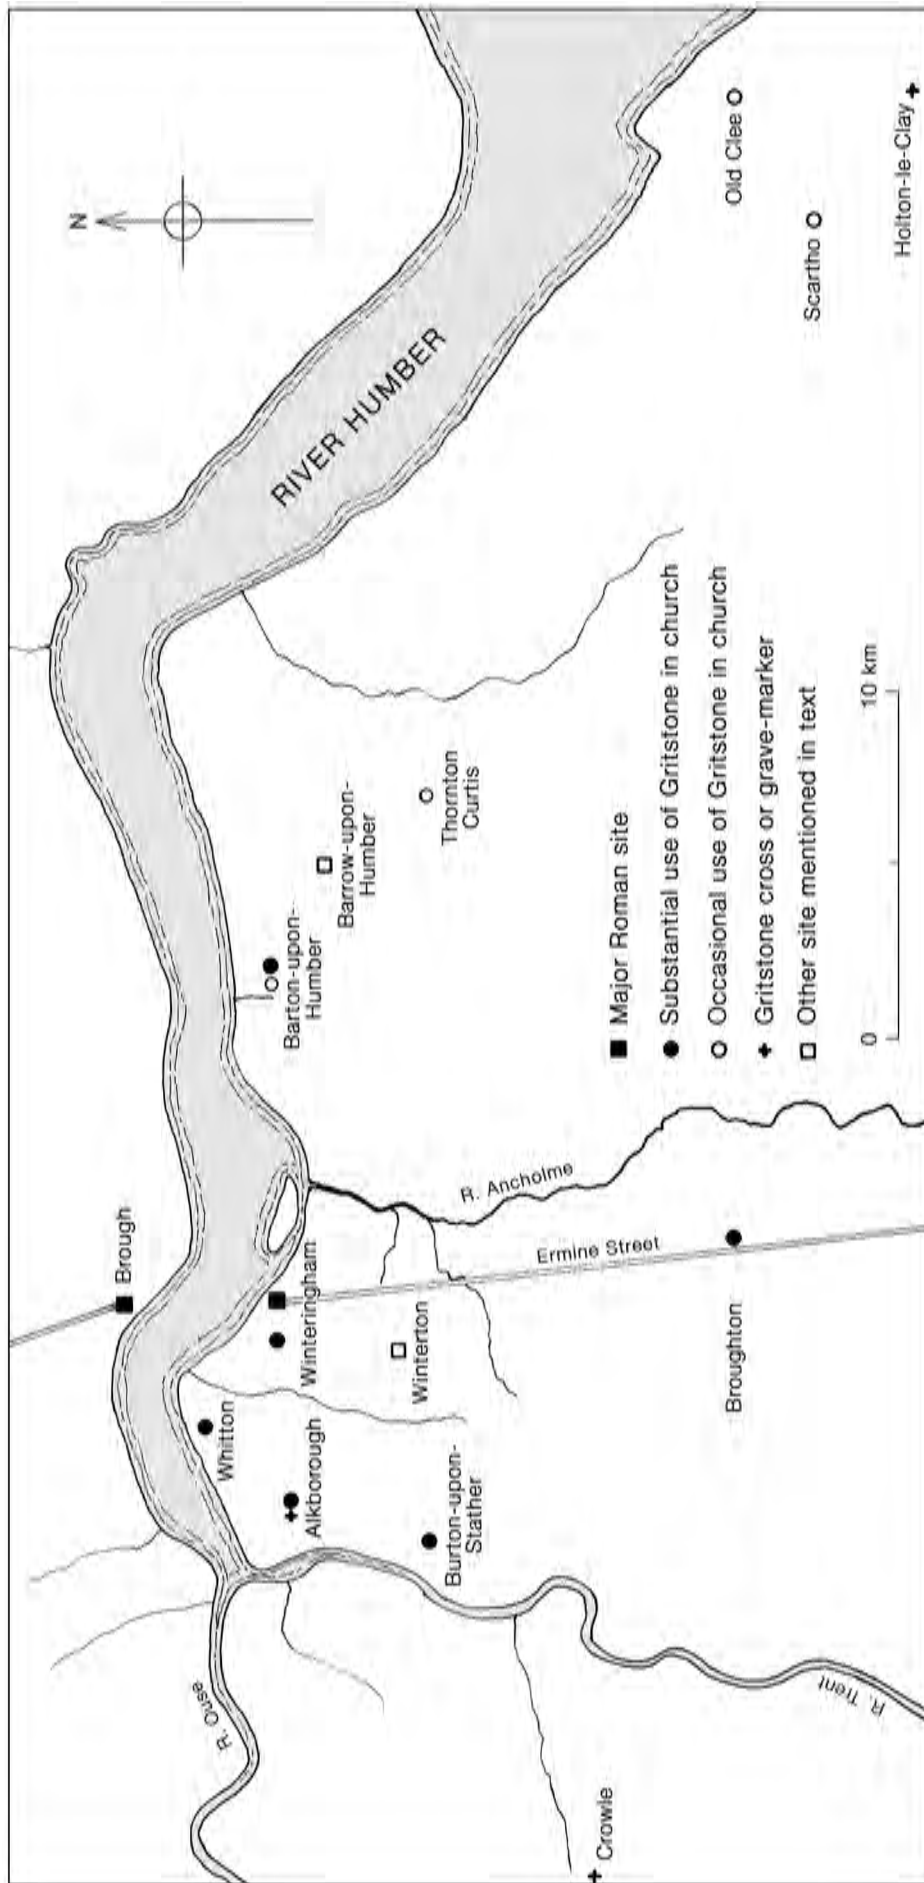 N
RIVER HUMBER
Brough
R. Ouse
Whitton
Alkborough
Winteringham
Winterton
Burton-upon-
Stather
Barton-upon-
Humber
Barrow-upon-
Humber
Thornton
Curtis
R. Ancholme
Ermine Street
Broughton
Crowle
R. Trent
Old Clee
Scartho
Holton-le-Clay
Major Roman site
Substantial use of Gritstone in church
Occasional use of Gritstone in church
Gritstone cross or grave-marker
Other site mentioned in text
0
10 km